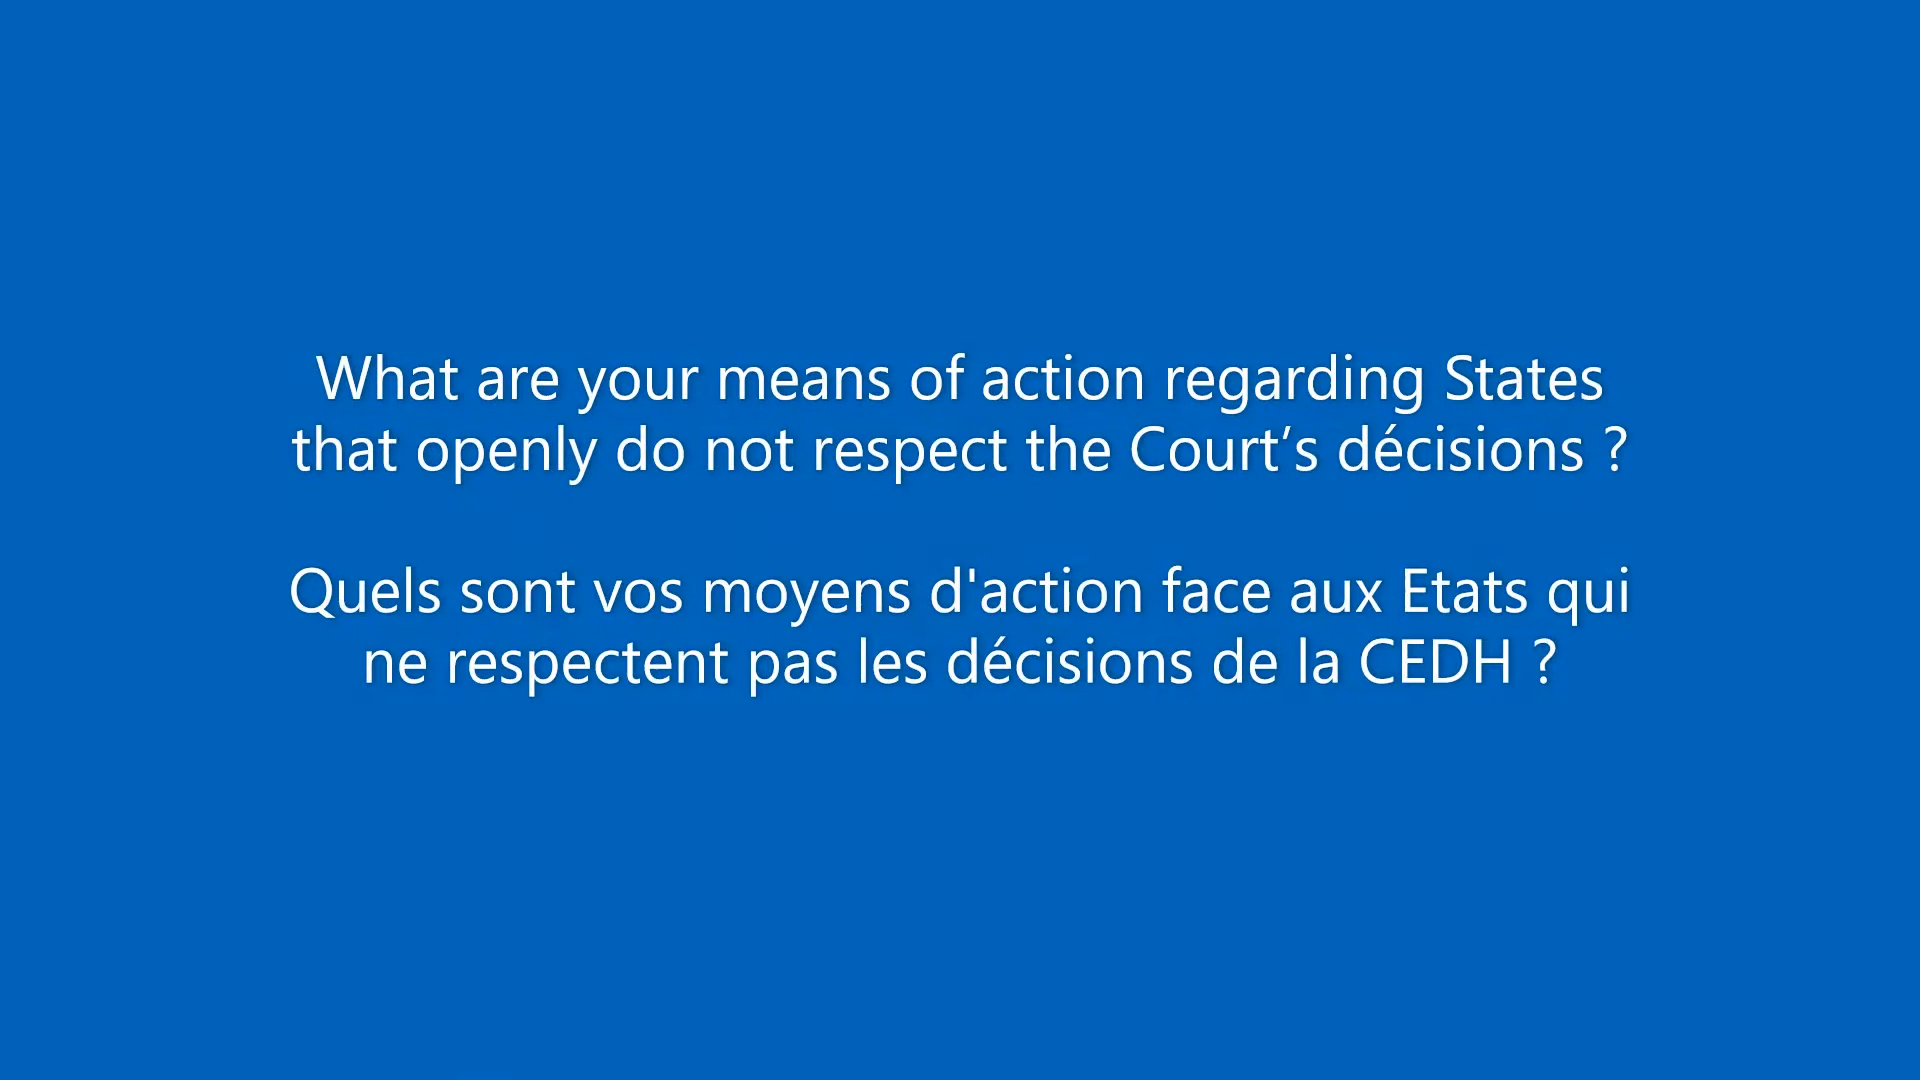 What are your means of action regarding States
that openly do not respect the Court’s décisions ?
Quels sont vos moyens d'action face aux Etats qui
ne respectent pas les décisions de la CEDH ?